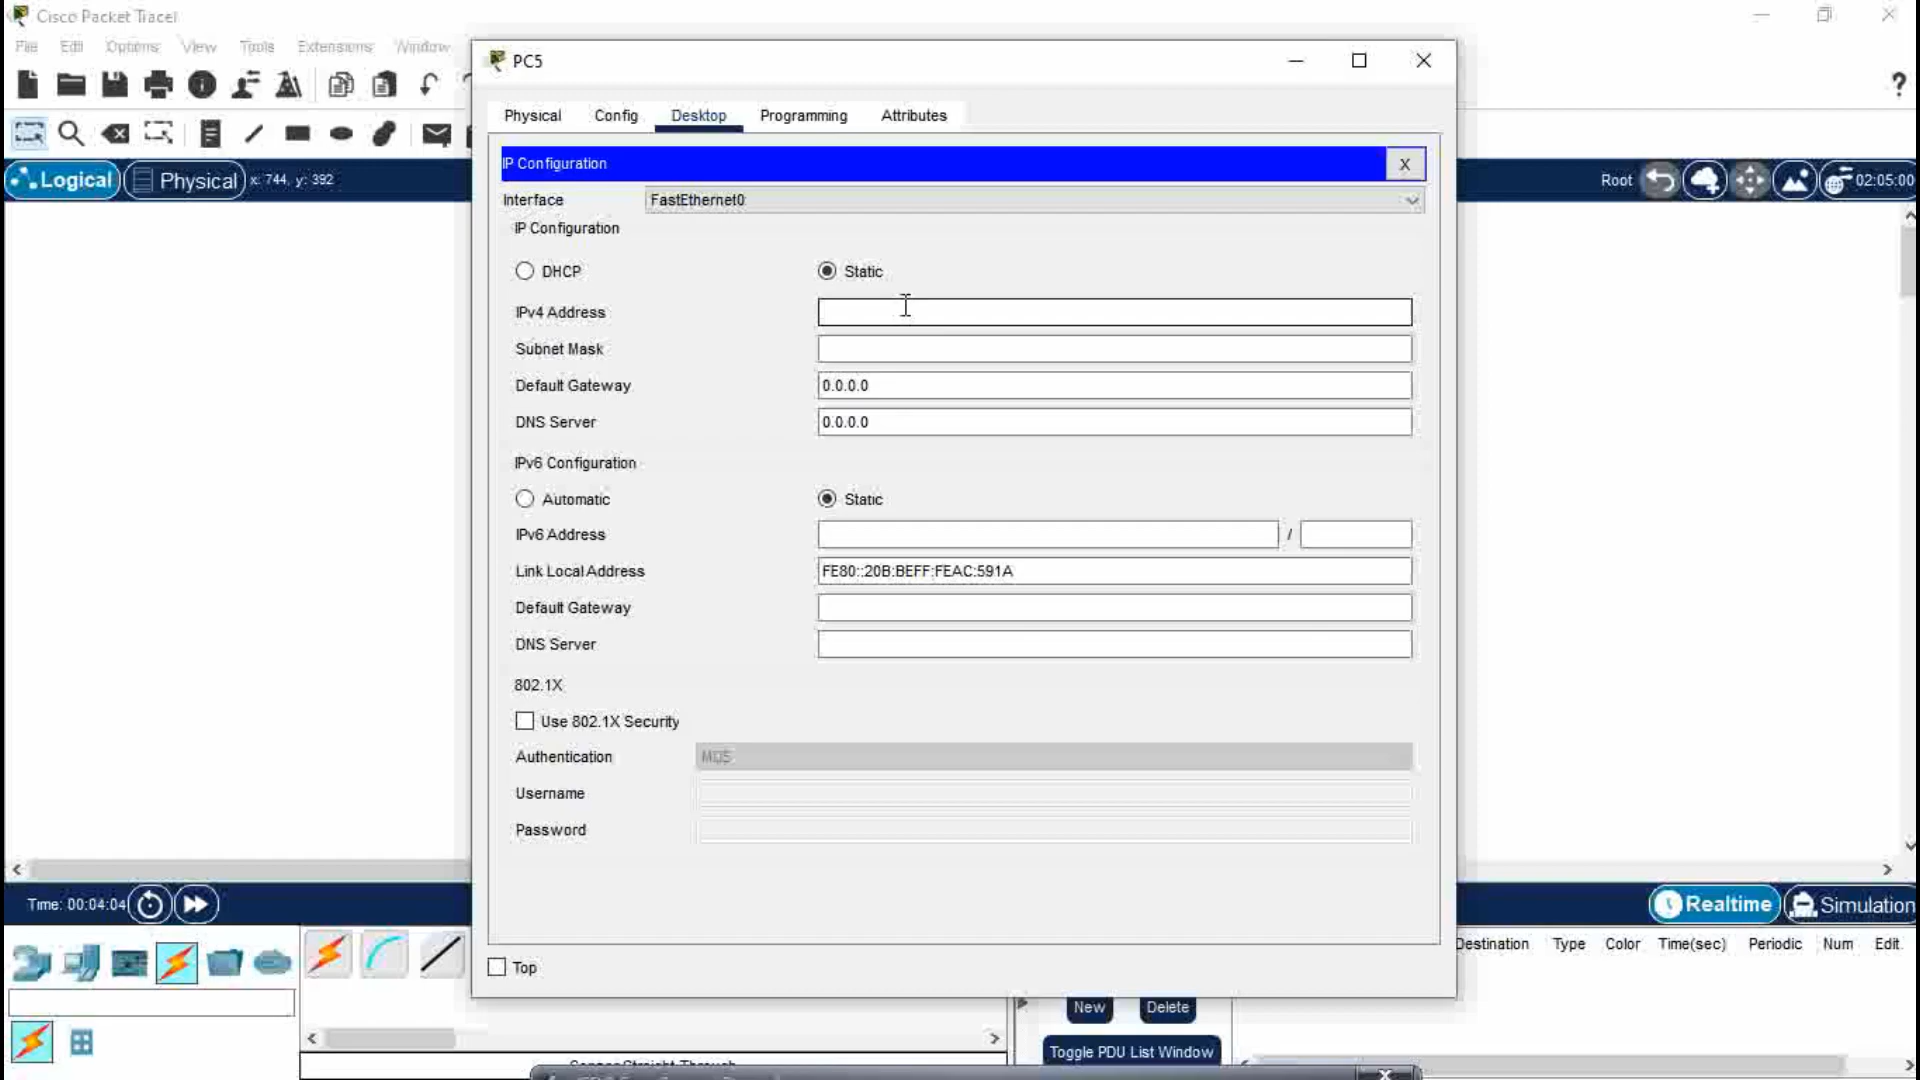 Cisco Packet Tracer
File Edit Options View Tools Extensions Window
PC5
Physical Config Desktop Programming Attributes
Logical Physical x: 744, y: 392
Root 02:05:00
IP Configuration X
Interface FastEthernet0
IP Configuration
DHCP Static
IPv4 Address
Subnet Mask
Default Gateway 0.0.0.0
DNS Server 0.0.0.0
IPv6 Configuration
Automatic Static
IPv6 Address /
Link Local Address FE80::20B:BEFF:FEAC:591A
Default Gateway
DNS Server
802.1X
Use 802.1X Security
Authentication MD5
Username
Password
Time: 00:04:04
Realtime Simulation
Top
Destination Type Color Time(sec) Periodic Num Edit
New Delete
Toggle PDU List Window